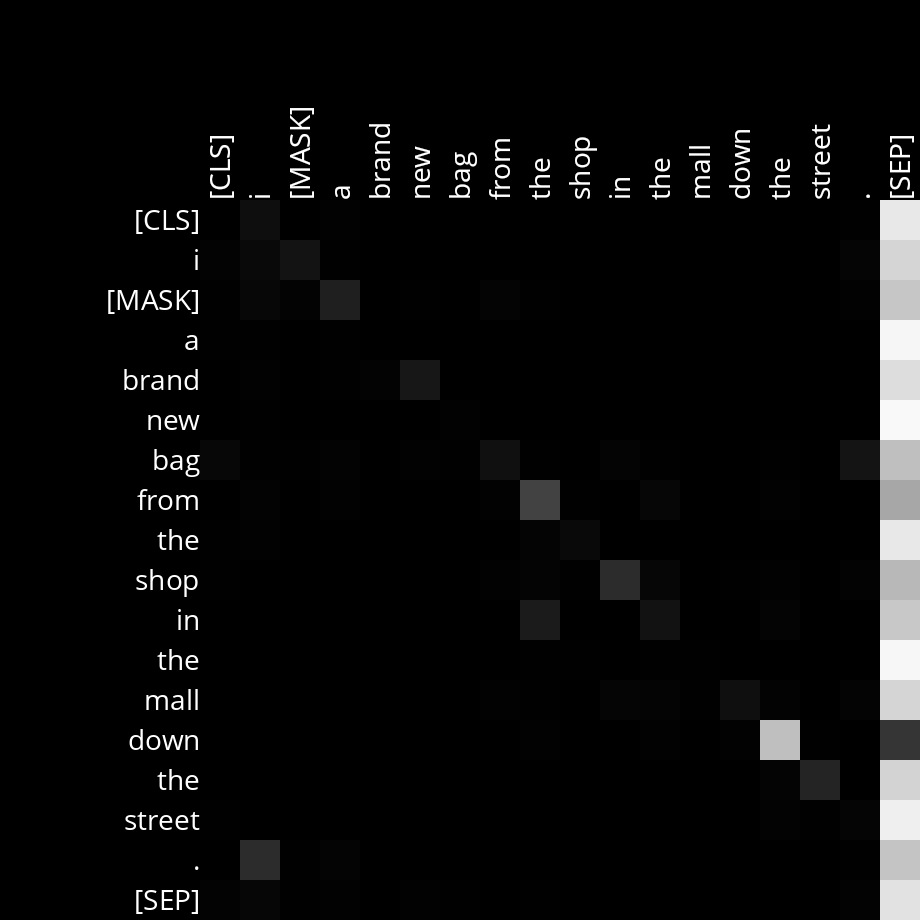 [CLS] i [MASK] a brand new bag from the shop in the mall down the street . [SEP]
[CLS]
i
[MASK]
a
brand
new
bag
from
the
shop
in
the
mall
down
the
street
.
[SEP]